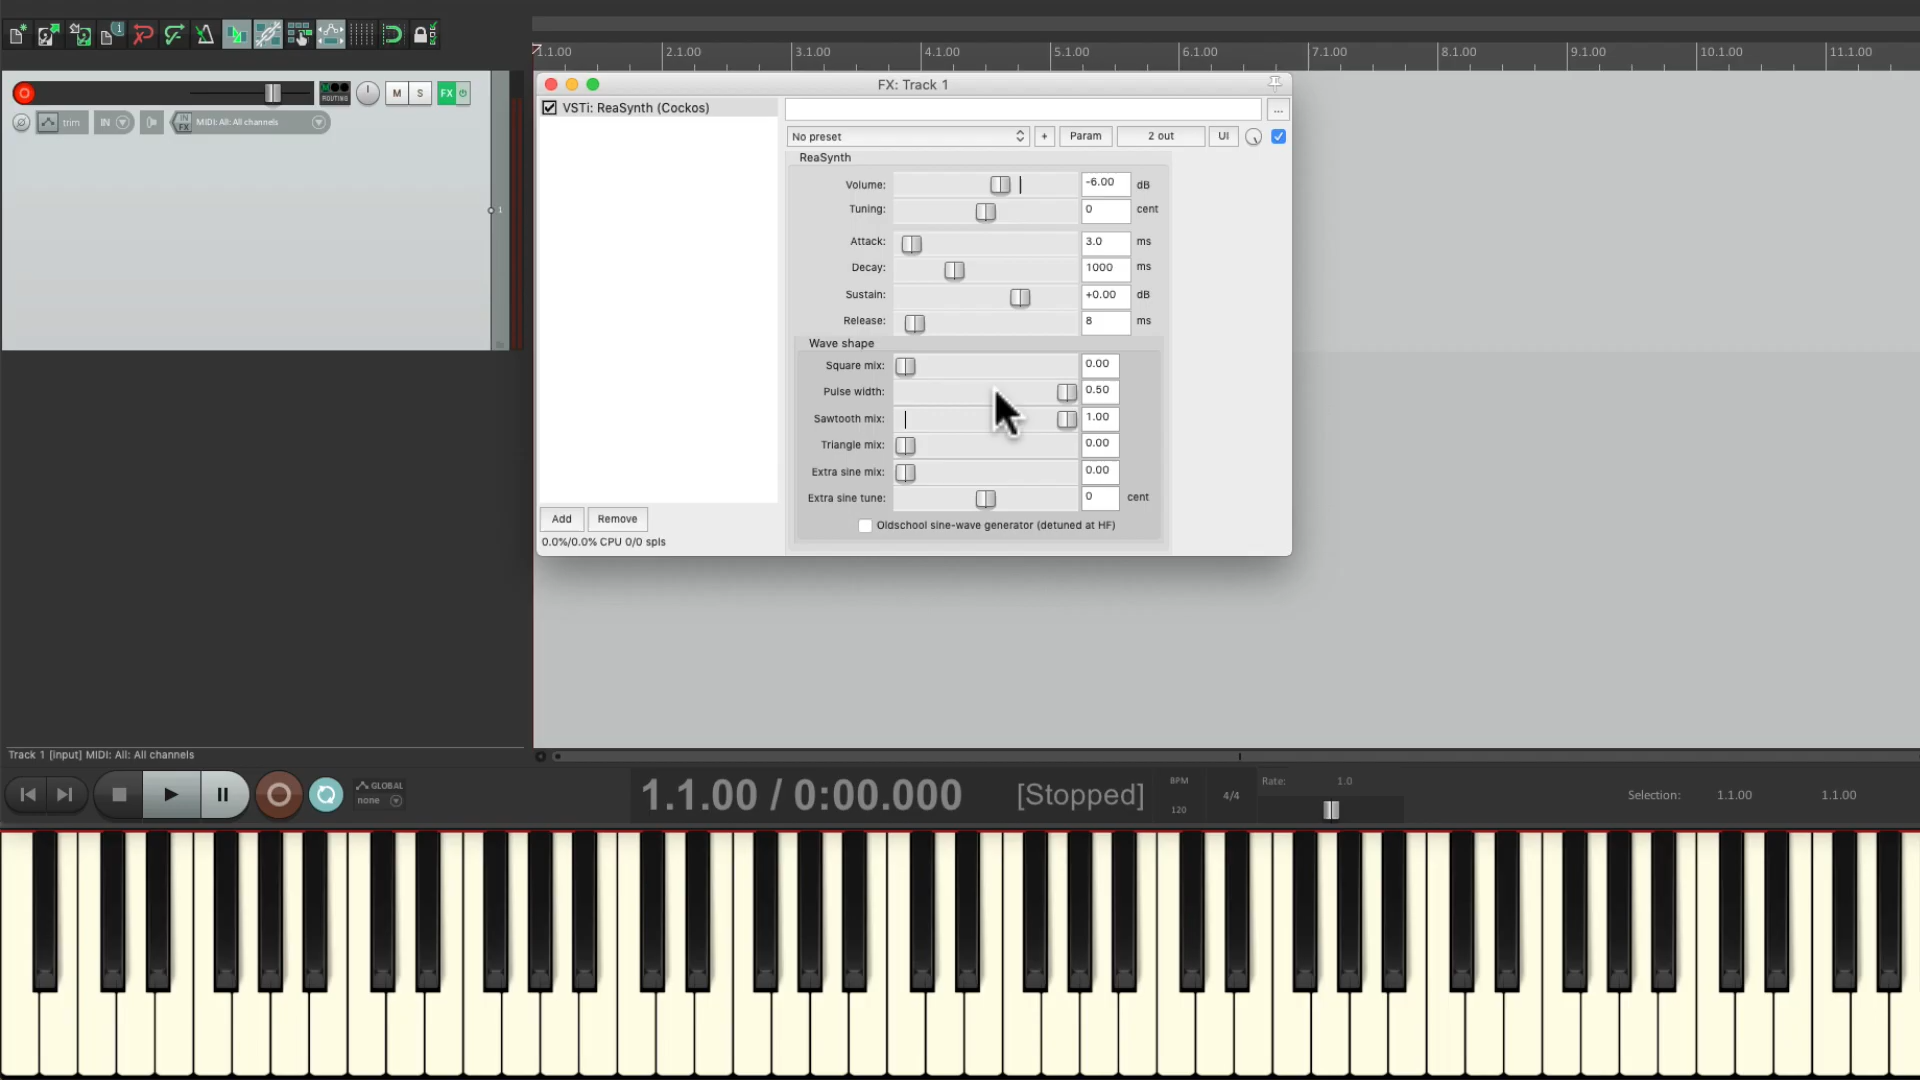 1.1.00 2.1.00 3.1.00 4.1.00 5.1.00 6.1.00 7.1.00 8.1.00 9.1.00 10.1.00 11.1.00
FX: Track 1
ROUTING M S FX
trim IN IN FX MIDI: All: All channels
1
VSTi: ReaSynth (Cockos)
...
No preset + Param 2 out UI
ReaSynth
Volume: -6.00 dB
Tuning: 0 cent
Attack: 3.0 ms
Decay: 1000 ms
Sustain: +0.00 dB
Release: 8 ms
Wave shape
Square mix: 0.00
Pulse width: 0.50
Sawtooth mix: 1.00
Triangle mix: 0.00
Extra sine mix: 0.00
Extra sine tune: 0 cent
Oldschool sine-wave generator (detuned at HF)
Add Remove
0.0%/0.0% CPU 0/0 spls
Track 1 [input] MIDI: All: All channels
GLOBAL
none
1.1.00 / 0:00.000 [Stopped]
BPM
120
4/4
Rate: 1.0
Selection: 1.1.00 1.1.00